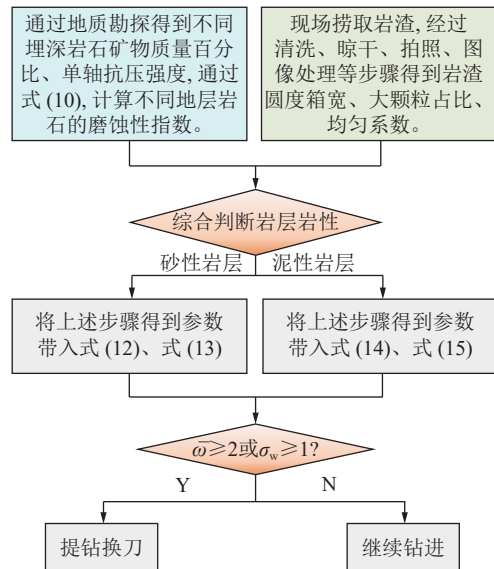 通过地质勘探得到不同
埋深岩石矿物质量百分
比、单轴抗压强度, 通过
式 (10), 计算不同地层岩
石的磨蚀性指数。
现场捞取岩渣, 经过
清洗、晾干、拍照、图
像处理等步骤得到岩渣
圆度箱宽、大颗粒占比、
均匀系数。
综合判断岩层岩性
砂性岩层
泥性岩层
将上述步骤得到参数
带入式 (12)、式 (13)
将上述步骤得到参数
带入式 (14)、式 (15)
ω̅≥2或σw≥1?
Y
N
提钻换刀
继续钻进